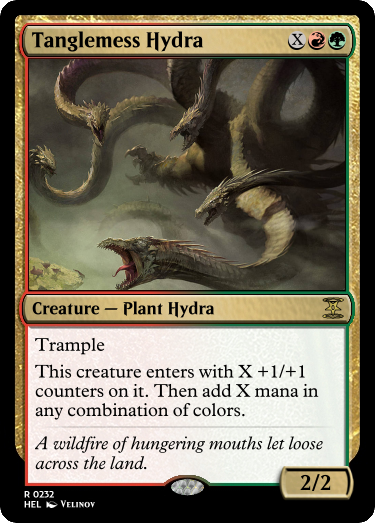 Tanglemess Hydra X
Creature — Plant Hydra
Trample
This creature enters with X +1/+1
counters on it. Then add X mana in
any combination of colors.
A wildfire of hungering mouths let loose
across the land.
2/2
R 0232
HEL Velinov